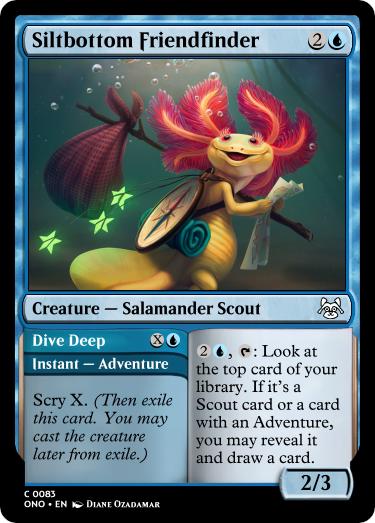 Siltbottom Friendfinder 2
Creature — Salamander Scout
Dive Deep X
Instant — Adventure
Scry X. (Then exile
this card. You may
cast the creature
later from exile.)
2 , : Look at
the top card of your
library. If it's a
Scout card or a card
with an Adventure,
you may reveal it
and draw a card.
2/3
C 0083
ONO • EN Diane Ozadamar